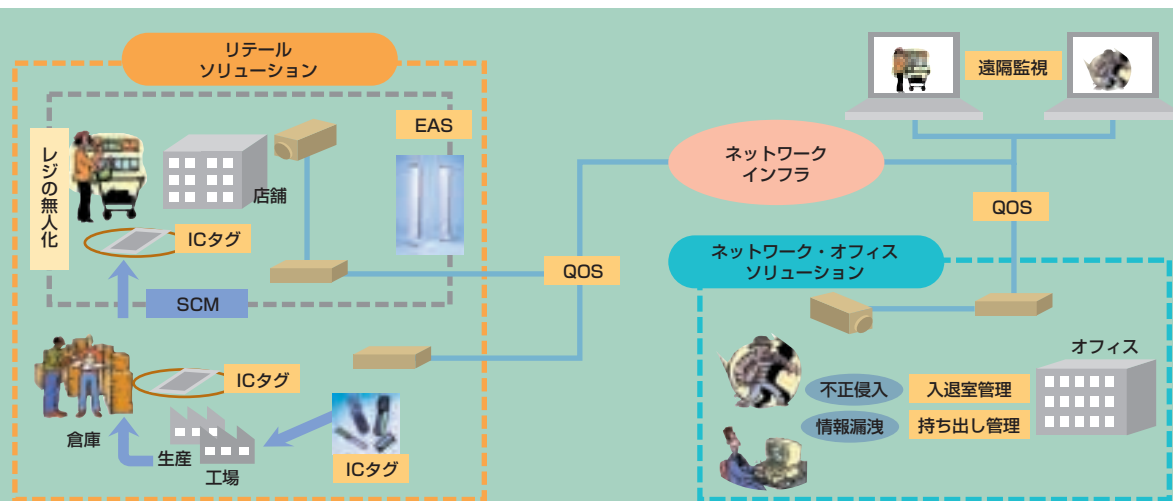 リテール
ソリューション
レジの無人化
店舗
EAS
ICタグ
SCM
ICタグ
倉庫
生産
工場
ICタグ
QOS
ネットワーク
インフラ
遠隔監視
QOS
ネットワーク・オフィス
ソリューション
オフィス
不正侵入
入退室管理
情報漏洩
持ち出し管理